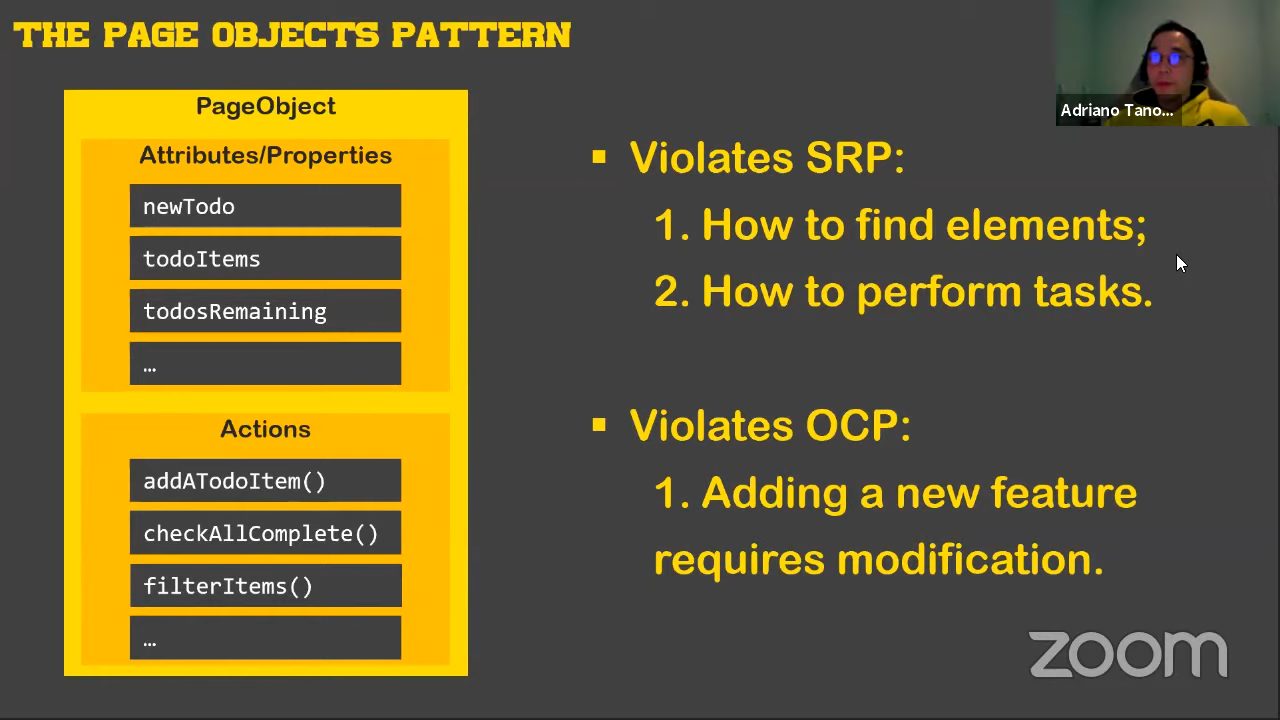 THE PAGE OBJECTS PATTERN
Adriano Tano...
PageObject
Attributes/Properties
newTodo
todoItems
todosRemaining
…
Actions
addATodoItem()
checkAllComplete()
filterItems()
…
▪ Violates SRP:
1. How to find elements;
2. How to perform tasks.
▪ Violates OCP:
1. Adding a new feature
requires modification.
zoom